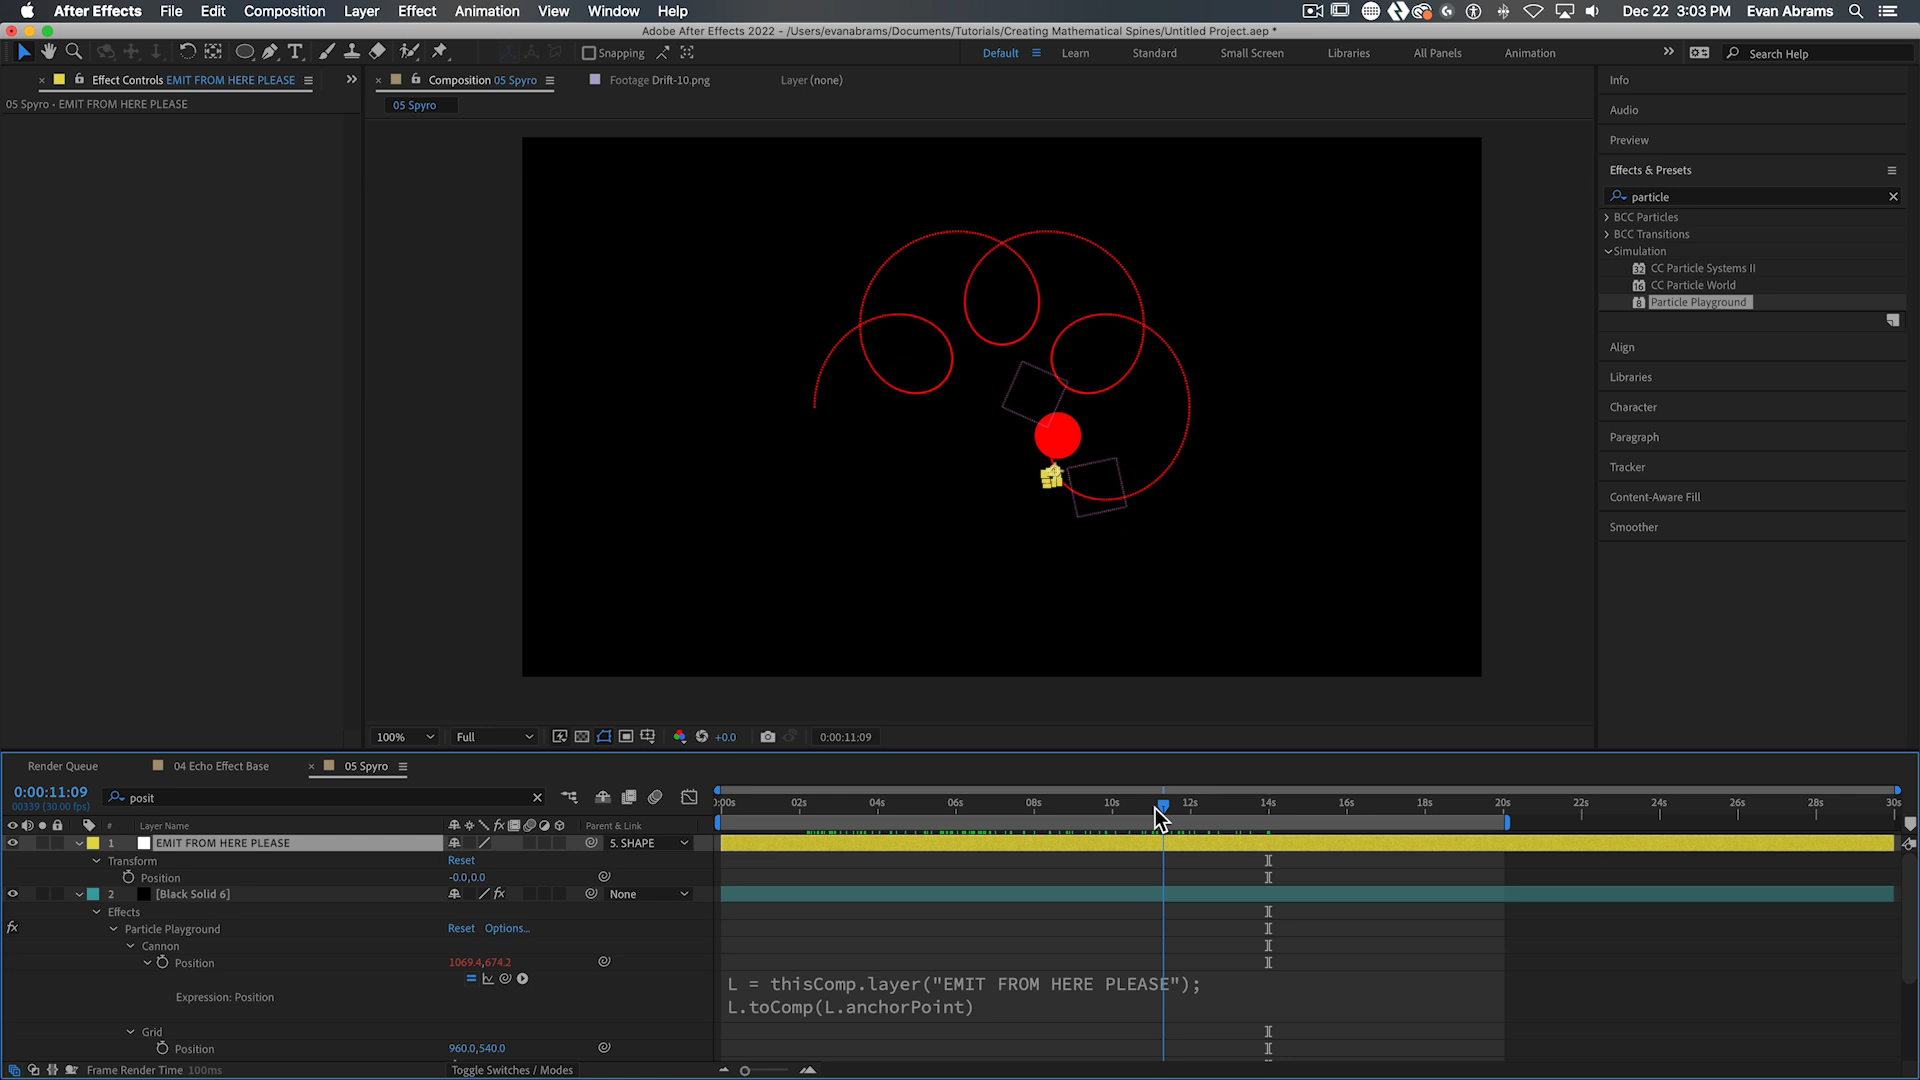 After Effects File Edit Composition Layer Effect Animation View Window Help Dec 22 3:03 PM Evan Abrams
Adobe After Effects 2022 - /Users/evanabrams/Documents/Tutorials/Creating Mathematical Spines/Untitled Project.aep *
Snapping Default Learn Standard Small Screen Libraries All Panels Animation Search Help
Effect Controls EMIT FROM HERE PLEASE
Composition 05 Spyro Footage Drift-10.png Layer (none)
05 Spyro • EMIT FROM HERE PLEASE
05 Spyro
Info
Audio
Preview
Effects & Presets
particle
BCC Particles
BCC Transitions
Simulation
32 CC Particle Systems II
16 CC Particle World
8 Particle Playground
Align
Libraries
Character
Paragraph
Tracker
Content-Aware Fill
Smoother
100% Full +0.0 0:00:11:09
Render Queue 04 Echo Effect Base 05 Spyro
0:00:11:09
00339 (30.00 fps)
posit
0:00s 02s 04s 06s 08s 10s 12s 14s 16s 18s 20s 22s 24s 26s 28s 30s
# Layer Name fx Parent & Link
1 EMIT FROM HERE PLEASE 5. SHAPE
Transform Reset
Position -0.0,0.0
2 [Black Solid 6] fx None
Effects
fx Particle Playground Reset Options...
Cannon
Position 1069.4,674.2
Expression: Position
L = thisComp.layer("EMIT FROM HERE PLEASE");
L.toComp(L.anchorPoint)
Grid
Position 960.0,540.0
Frame Render Time 100ms Toggle Switches / Modes